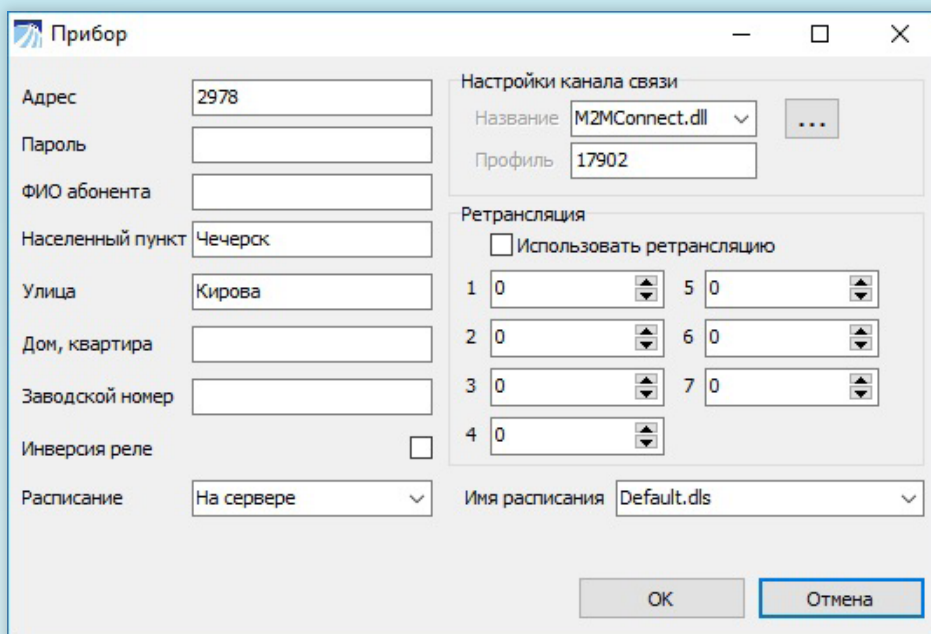 Прибор
Адрес 2978
Пароль
ФИО абонента
Населенный пункт Чечерск
Улица Кирова
Дом, квартира
Заводской номер
Инверсия реле
Расписание На сервере
Настройки канала связи
Название M2MConnect.dll ...
Профиль 17902
Ретрансляция
Использовать ретрансляцию
1 0 5 0
2 0 6 0
3 0 7 0
4 0
Имя расписания Default.dls
OK Отмена